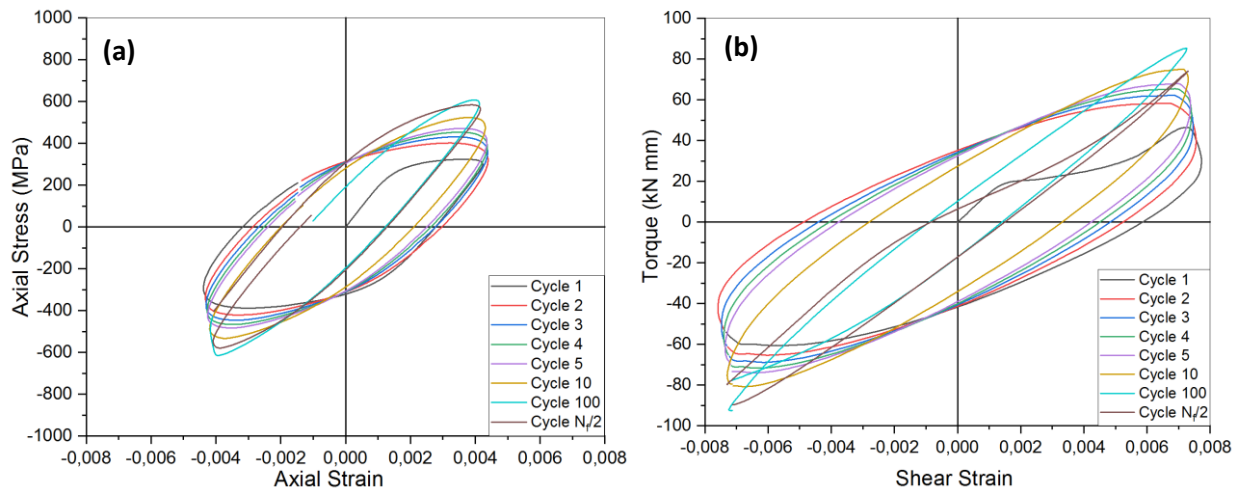 (a)
Axial Stress (MPa)
1000
800
600
400
200
0
-200
-400
-600
-800
-1000
-0,008 -0,006 -0,004 -0,002 0,000 0,002 0,004 0,006 0,008
Axial Strain
Cycle 1
Cycle 2
Cycle 3
Cycle 4
Cycle 5
Cycle 10
Cycle 100
Cycle Nf/2
(b)
Torque (kN mm)
100
80
60
40
20
0
-20
-40
-60
-80
-100
-0,008 -0,006 -0,004 -0,002 0,000 0,002 0,004 0,006 0,008
Shear Strain
Cycle 1
Cycle 2
Cycle 3
Cycle 4
Cycle 5
Cycle 10
Cycle 100
Cycle Nf/2